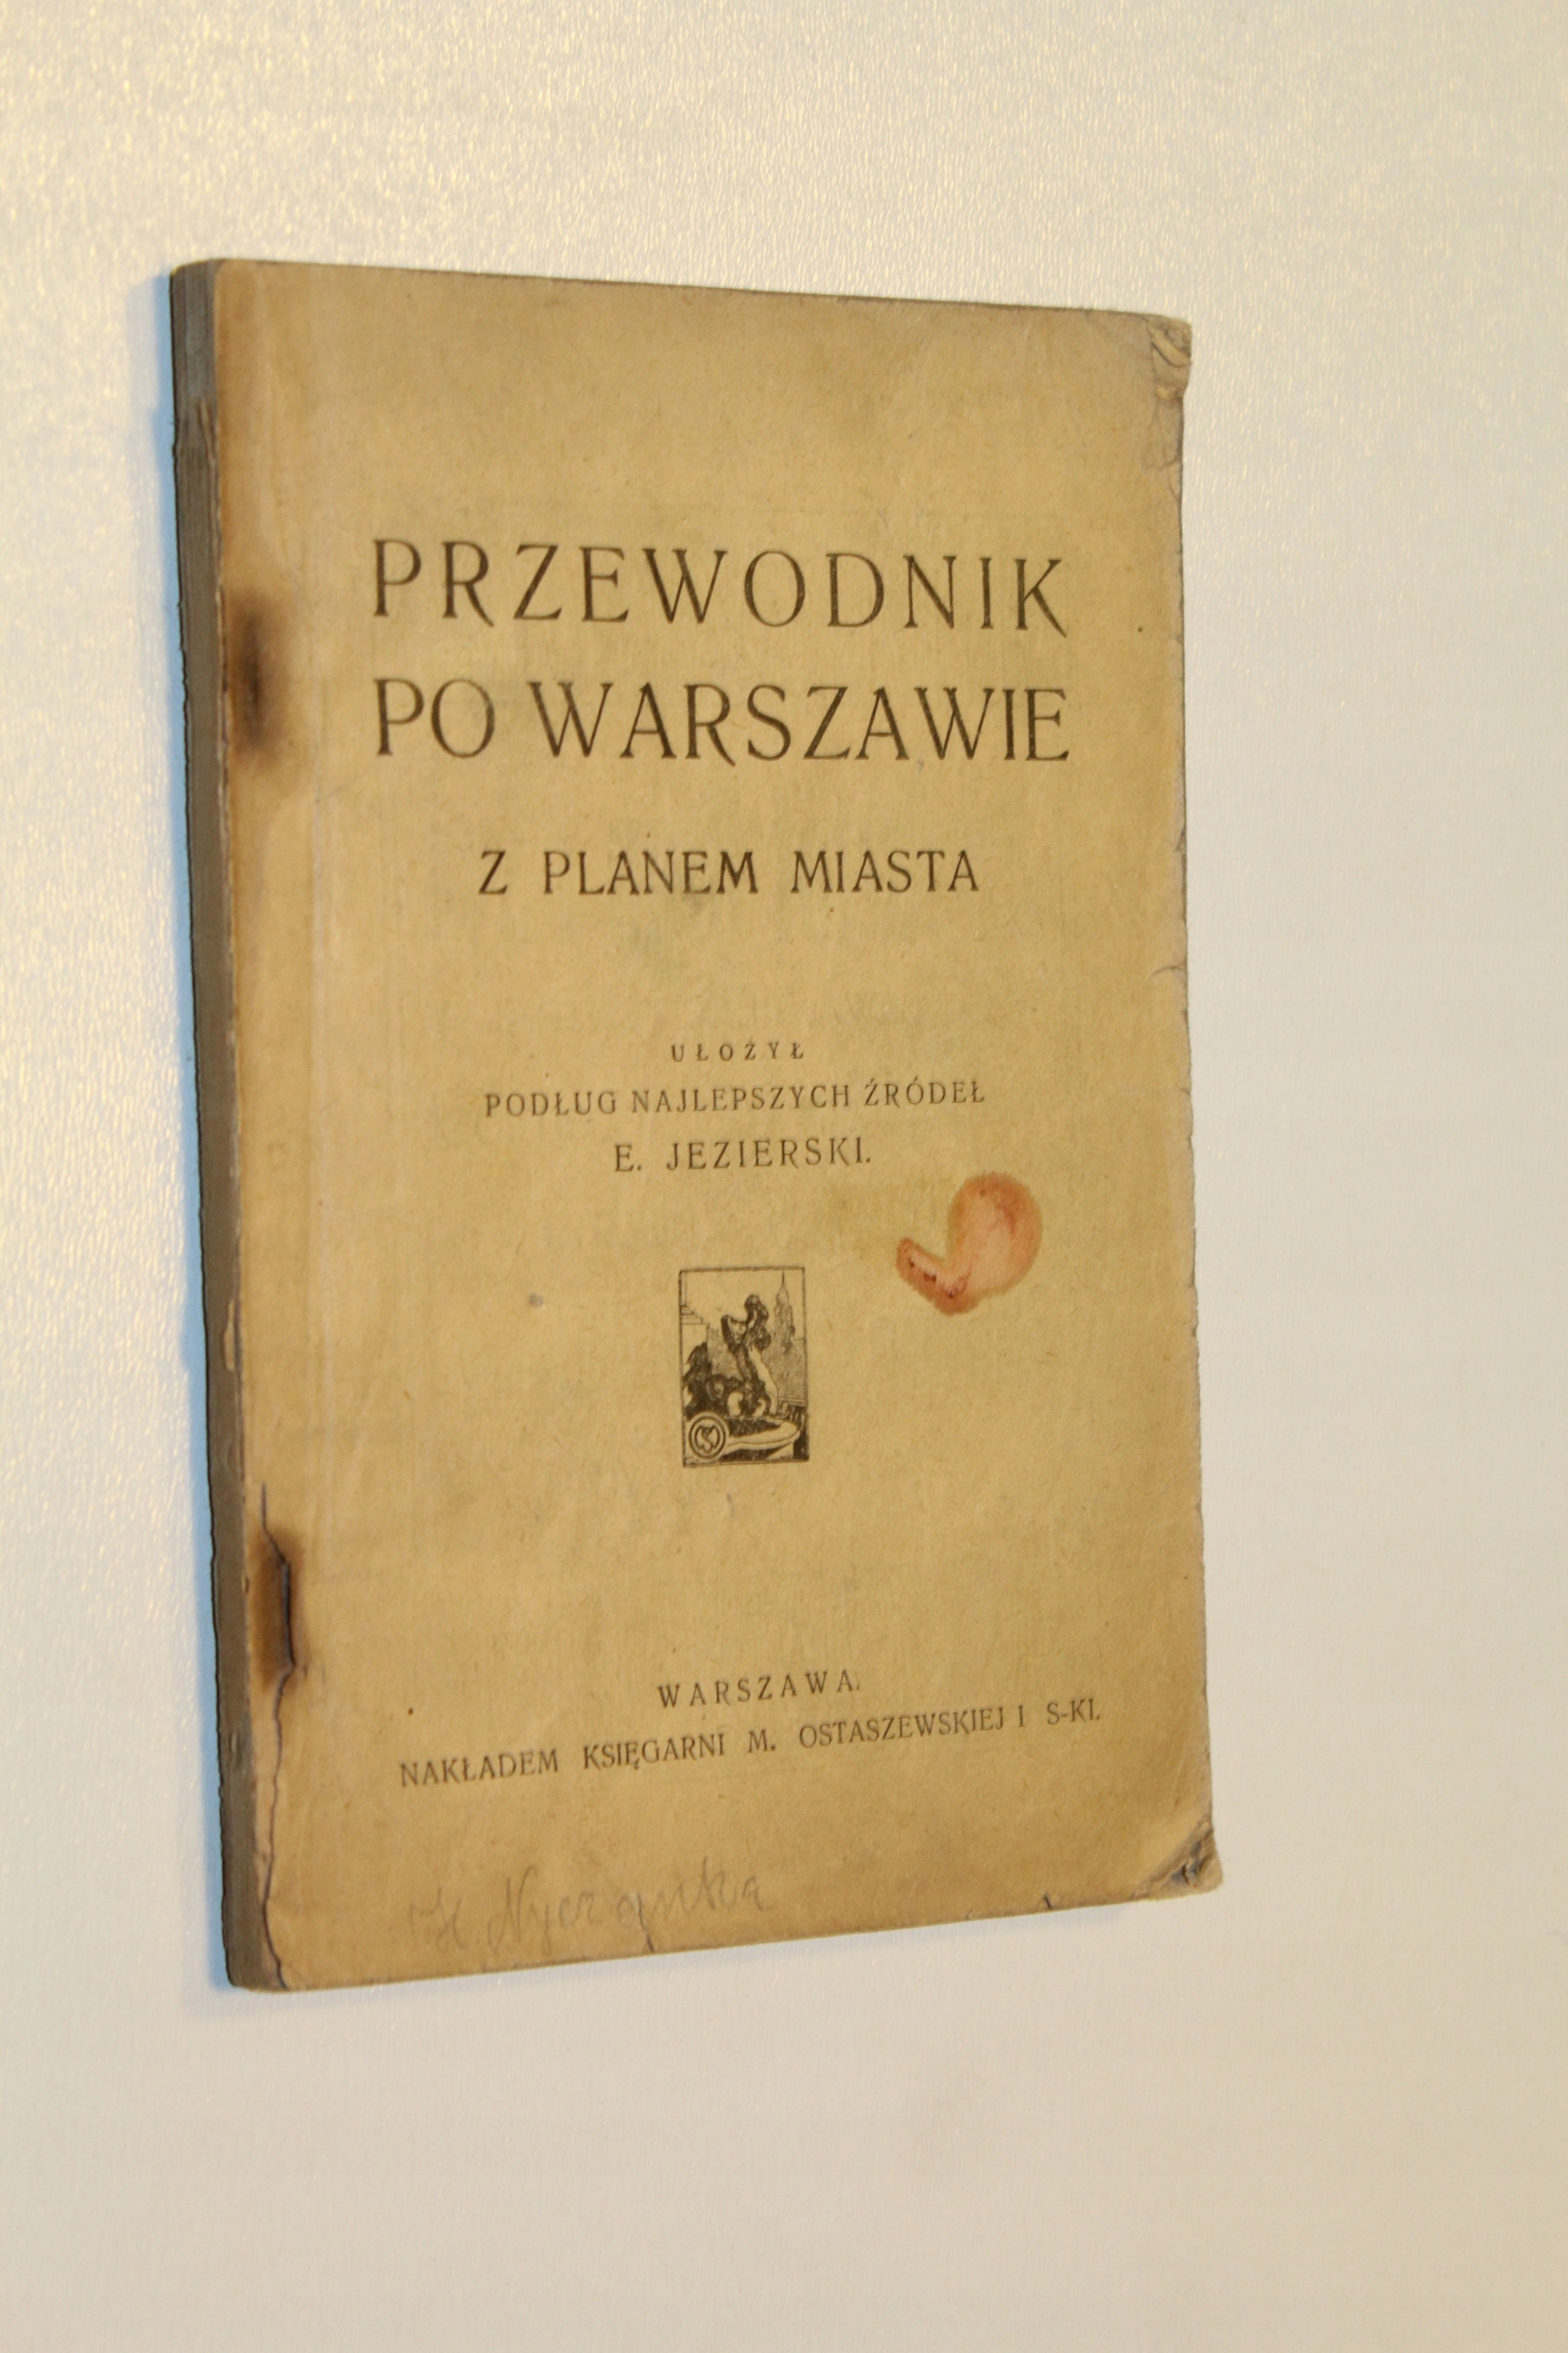 PRZEWODNIK
PO WARSZAWIE
Z PLANEM MIASTA
UŁOŻYŁ
PODŁUG NAJLEPSZYCH ŹRÓDEŁ
E. JEZIERSKI.
WARSZAWA.
NAKŁADEM KSIĘGARNI M. OSTASZEWSKIEJ I S-KI.